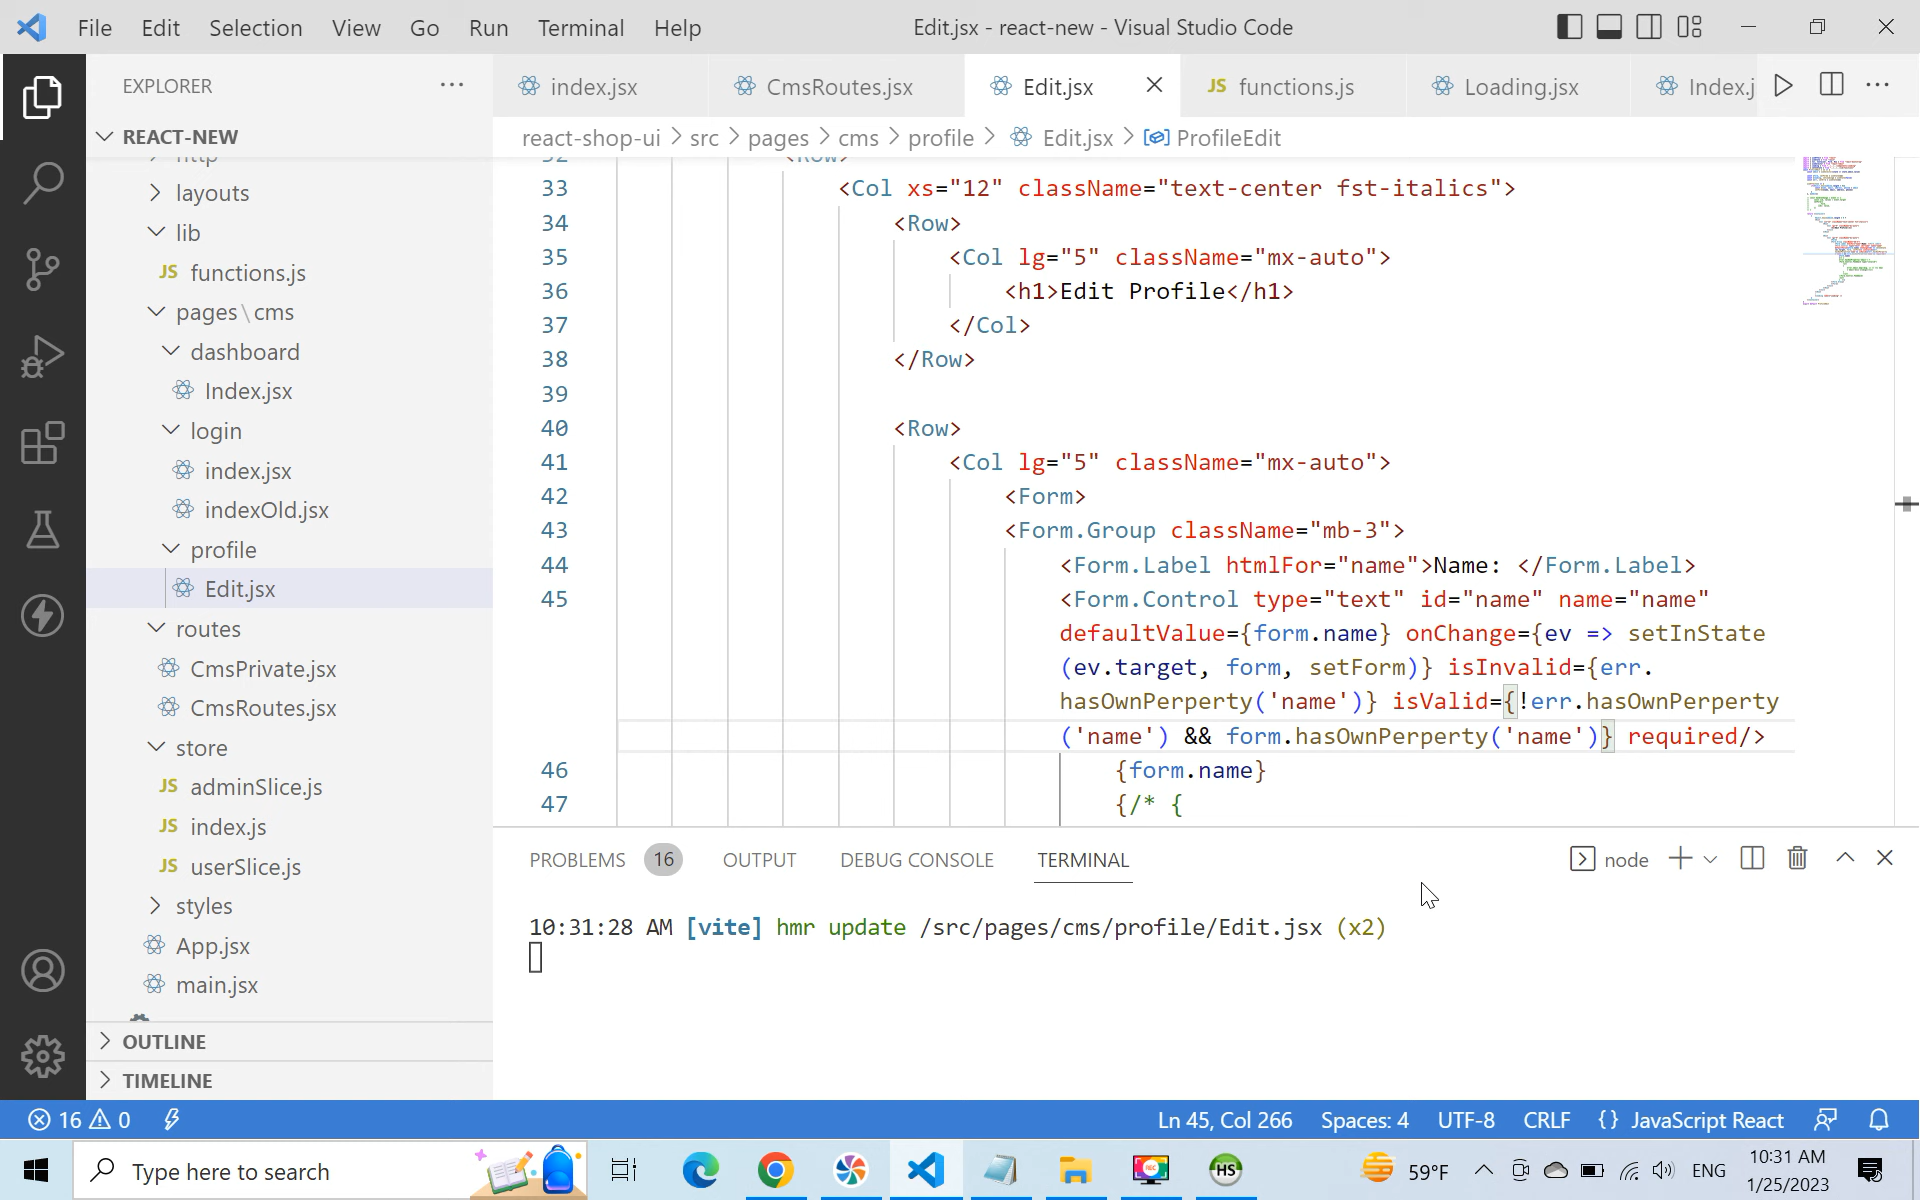 File Edit Selection View Go Run Terminal Help
Edit.jsx - react-new - Visual Studio Code
EXPLORER
REACT-NEW
http
layouts
lib
JS functions.js
pages\cms
dashboard
Index.jsx
login
index.jsx
indexOld.jsx
profile
Edit.jsx
routes
CmsPrivate.jsx
CmsRoutes.jsx
store
JS adminSlice.js
JS index.js
JS userSlice.js
styles
App.jsx
main.jsx
OUTLINE
TIMELINE
index.jsx CmsRoutes.jsx Edit.jsx JS functions.js Loading.jsx Index.j
react-shop-ui > src > pages > cms > profile > Edit.jsx > ProfileEdit
32 <Row>
33 <Col xs="12" className="text-center fst-italics">
34 <Row>
35 <Col lg="5" className="mx-auto">
36 <h1>Edit Profile</h1>
37 </Col>
38 </Row>
39
40 <Row>
41 <Col lg="5" className="mx-auto">
42 <Form>
43 <Form.Group className="mb-3">
44 <Form.Label htmlFor="name">Name: </Form.Label>
45 <Form.Control type="text" id="name" name="name"
defaultValue={form.name} onChange={ev => setInState
(ev.target, form, setForm)} isInvalid={err.
hasOwnPerperty('name')} isValid={!err.hasOwnPerperty
('name') && form.hasOwnPerperty('name')} required/>
46 {form.name}
47 {/* {
PROBLEMS 16 OUTPUT DEBUG CONSOLE TERMINAL
node
10:31:28 AM [vite] hmr update /src/pages/cms/profile/Edit.jsx (x2)
16 0
Ln 45, Col 266 Spaces: 4 UTF-8 CRLF {} JavaScript React
Type here to search
HS
59°F
ENG
10:31 AM
1/25/2023